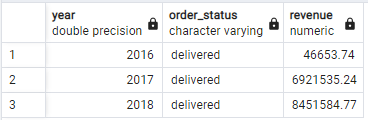 year order_status revenue
double precision character varying numeric
1 2016 delivered 46653.74
2 2017 delivered 6921535.24
3 2018 delivered 8451584.77